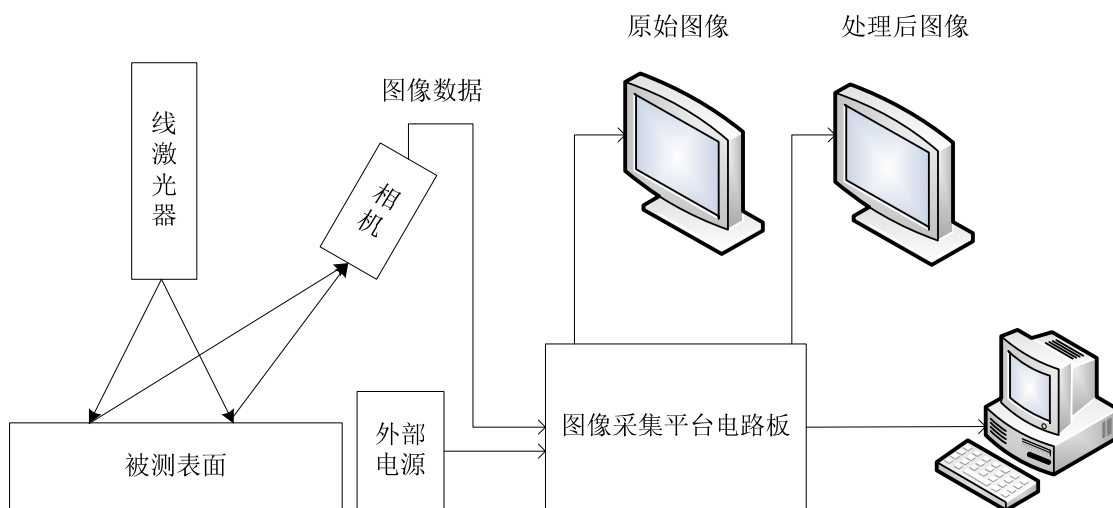 原始图像
处理后图像
图像数据
线激光器
相机
被测表面
外部
电源
图像采集平台电路板